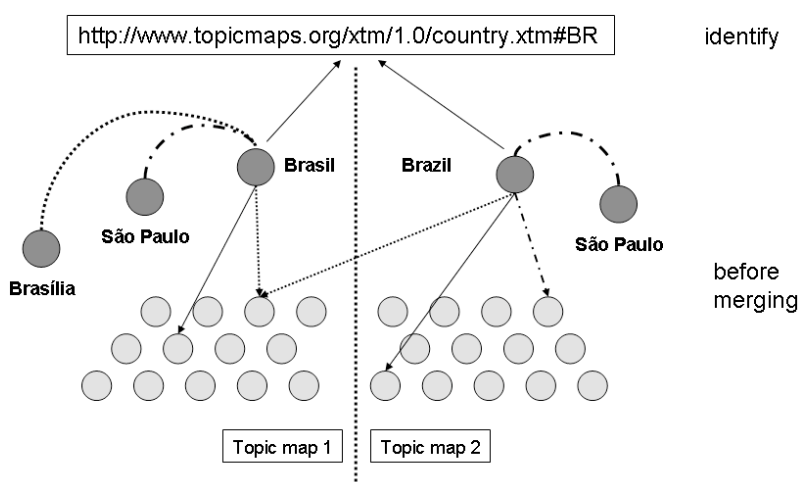 http://www.topicmaps.org/xtm/1.0/country.xtm#BR
identify
Brasil
Brazil
São Paulo
São Paulo
Brasília
before
merging
Topic map 1
Topic map 2